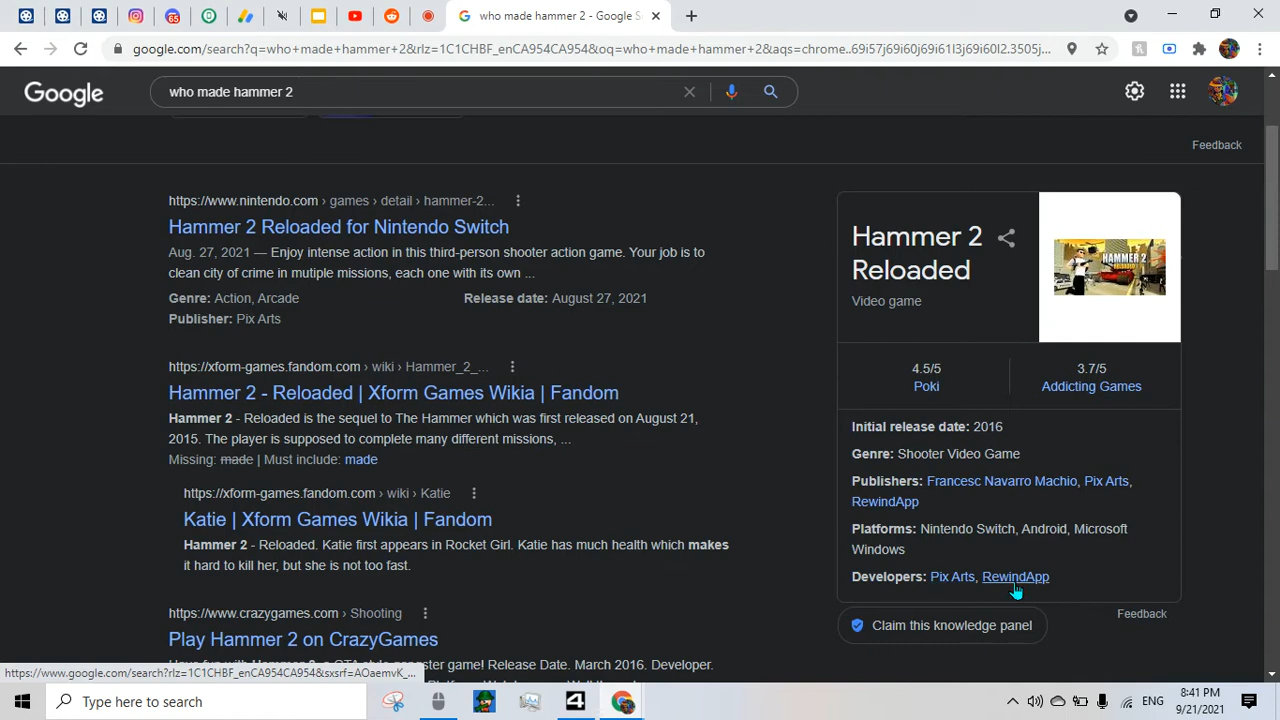 65
who made hammer 2 - Google S
google.com/search?q=who+made+hammer+2&rlz=1C1CHBF_enCA954CA954&oq=who+made+hammer+2&aqs=chrome..69i57j69i60j69i61l3j69i60l2.3505j...
Google
who made hammer 2
Feedback
https://www.nintendo.com › games › detail › hammer-2...
Hammer 2 Reloaded for Nintendo Switch
Aug. 27, 2021 — Enjoy intense action in this third-person shooter action game. Your job is to
clean city of crime in mutiple missions, each one with its own ...
Genre: Action, Arcade
Release date: August 27, 2021
Publisher: Pix Arts
https://xform-games.fandom.com › wiki › Hammer_2_...
Hammer 2 - Reloaded | Xform Games Wikia | Fandom
Hammer 2 - Reloaded is the sequel to The Hammer which was first released on August 21,
2015. The player is supposed to complete many different missions, ...
Missing: made | Must include: made
https://xform-games.fandom.com › wiki › Katie
Katie | Xform Games Wikia | Fandom
Hammer 2 - Reloaded. Katie first appears in Rocket Girl. Katie has much health which makes
it hard to kill her, but she is not too fast.
https://www.crazygames.com › Shooting
Play Hammer 2 on CrazyGames
gangster game! Release Date. March 2016. Developer.
Hammer 2
Reloaded
Video game
HAMMER 2
RELOADED
4.5/5
Poki
3.7/5
Addicting Games
Initial release date: 2016
Genre: Shooter Video Game
Publishers: Francesc Navarro Machio, Pix Arts,
RewindApp
Platforms: Nintendo Switch, Android, Microsoft
Windows
Developers: Pix Arts, RewindApp
Feedback
Claim this knowledge panel
https://www.google.com/search?rlz=1C1CHBF_enCA954CA954&sxsrf=AOaemvK_...
Type here to search
4
ENG
8:41 PM
9/21/2021